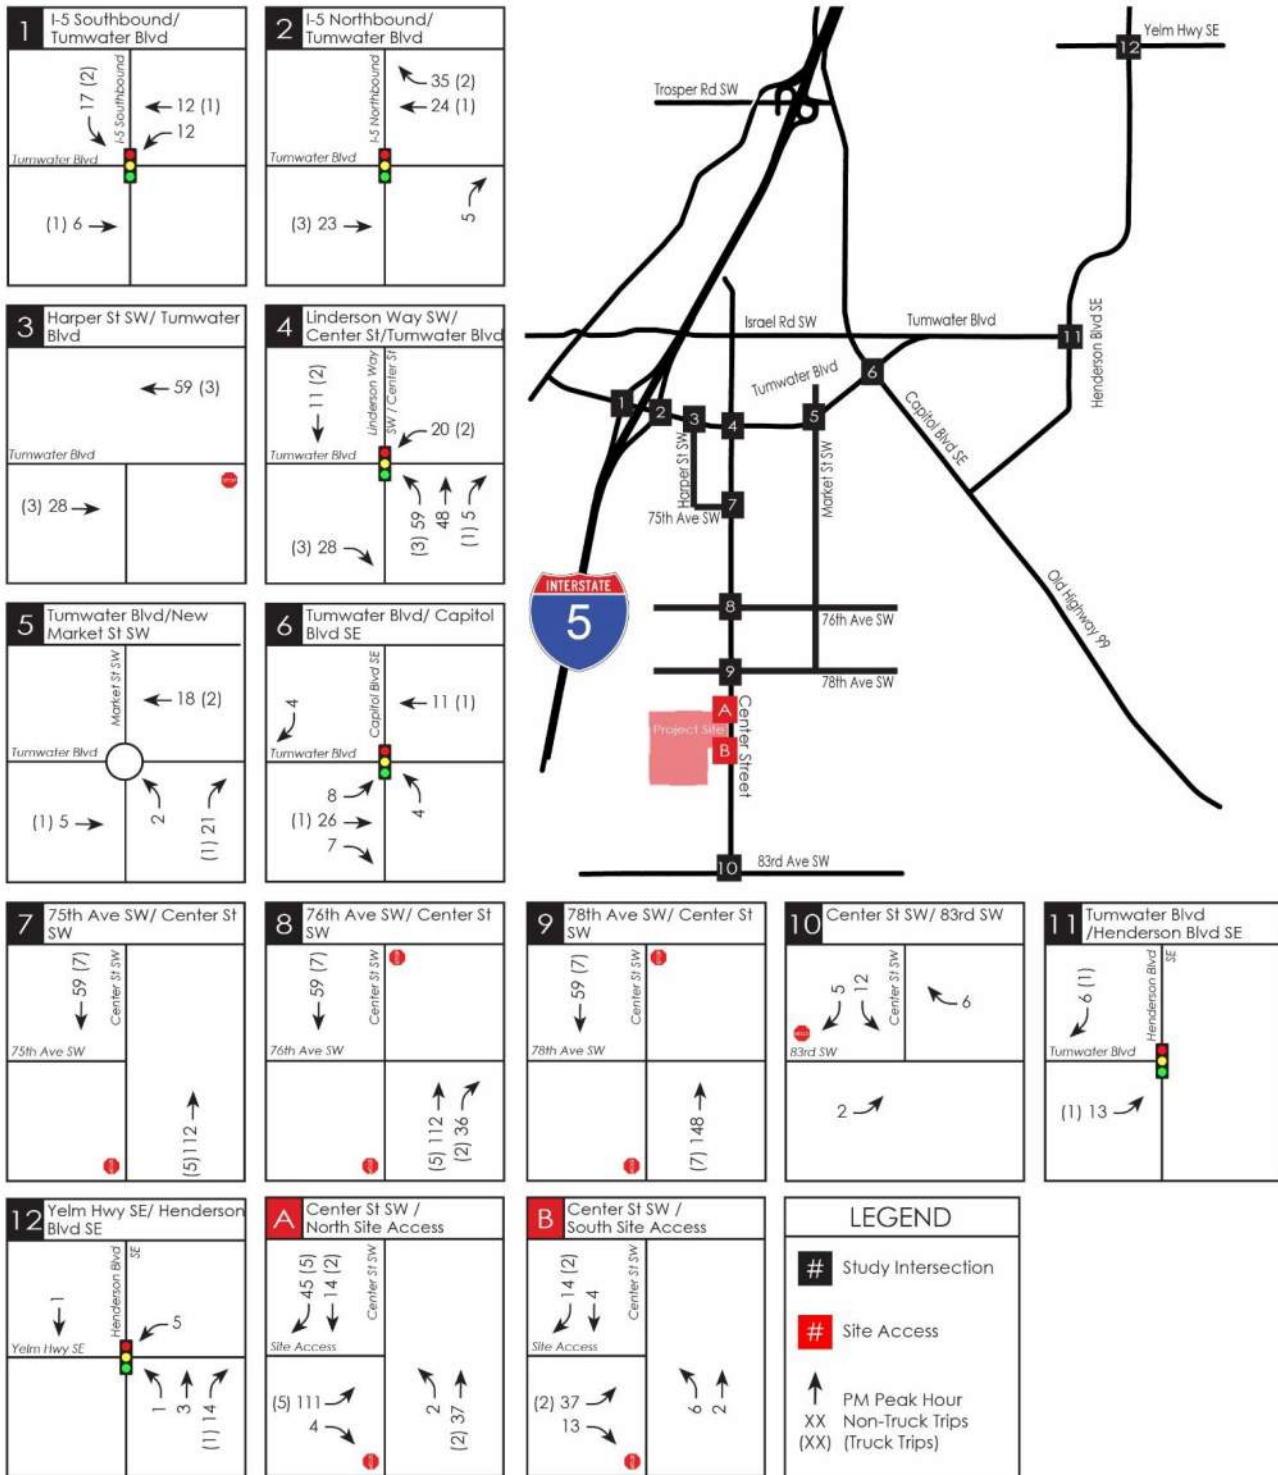 1
I-5 Southbound/
Tumwater Blvd
17 (2)
I-5 Southbound
12 (1)
12
Tumwater Blvd
(1) 6
2
I-5 Northbound/
Tumwater Blvd
35 (2)
24 (1)
I-5 Northbound
Tumwater Blvd
(3) 23
5
3
Harper St SW/ Tumwater
Blvd
59 (3)
Tumwater Blvd
(3) 28
4
Linderson Way SW/
Center St/Tumwater Blvd
11 (2)
Linderson Way
SW / Center St
20 (2)
Tumwater Blvd
(3) 28
(3) 59
48
(1) 5
5
Tumwater Blvd/New
Market St SW
Market St SW
18 (2)
Tumwater Blvd
(1) 5
2
(1) 21
6
Tumwater Blvd/ Capitol
Blvd SE
4
Capitol Blvd SE
11 (1)
Tumwater Blvd
8
(1) 26
7
4
Yelm Hwy SE
12
Trosper Rd SW
Israel Rd SW
Tumwater Blvd
11
Henderson Blvd SE
Tumwater Blvd
6
1
2
3
4
5
Capitol Blvd SE
Harper St SW
Market St SW
7
75th Ave SW
INTERSTATE
5
8
76th Ave SW
Old Highway 99
9
78th Ave SW
A
Project Site
B
Center Street
10
83rd Ave SW
7
75th Ave SW/ Center St
SW
59 (7)
Center St SW
75th Ave SW
(5)112
8
76th Ave SW/ Center St
SW
59 (7)
Center St SW
76th Ave SW
(5) 112
(2) 36
9
78th Ave SW/ Center St
SW
59 (7)
Center St SW
78th Ave SW
(7) 148
10
Center St SW/ 83rd SW
5
12
Center St SW
6
83rd SW
2
11
Tumwater Blvd
/Henderson Blvd SE
6 (1)
Henderson Blvd
SE
Tumwater Blvd
(1) 13
12
Yelm Hwy SE/ Henderson
Blvd SE
1
Henderson Blvd
SE
5
Yelm Hwy SE
1
3
(1) 14
A
Center St SW /
North Site Access
45 (5)
14 (2)
Center St SW
Site Access
(5) 111
4
2
(2) 37
B
Center St SW /
South Site Access
14 (2)
4
Center St SW
Site Access
(2) 37
13
6
2
LEGEND
# Study Intersection
# Site Access
PM Peak Hour
XX Non-Truck Trips
(XX) (Truck Trips)